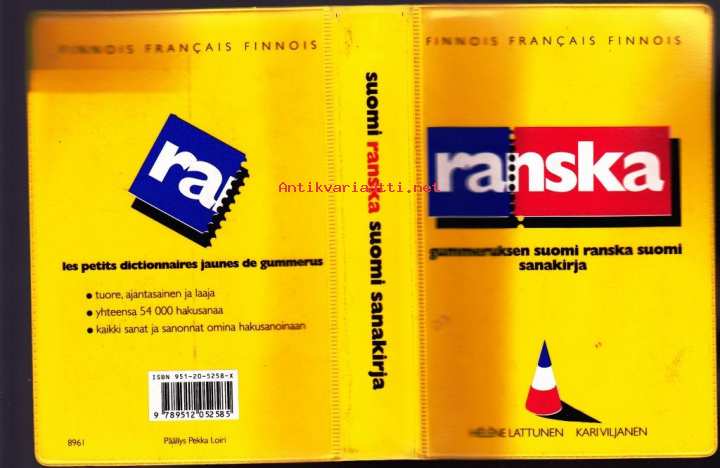 FINNOIS FRANÇAIS FINNOIS
ra
les petits dictionnaires jaunes de gummerus
• tuore, ajantasainen ja laaja
• yhteensa 54 000 hakusanaa
• kaikki sanat ja sanonnat omina hakusanoinaan
ISBN 951-20-5258-X
9 789512 052585
8961
Päällys Pekka Loiri
suomi ranska suomi sanakirja
Antikvariaatti.net
FINNOIS FRANÇAIS FINNOIS
ranska
gummeruksen suomi ranska suomi
sanakirja
HÉLÈNE LATTUNEN KARI VILJANEN